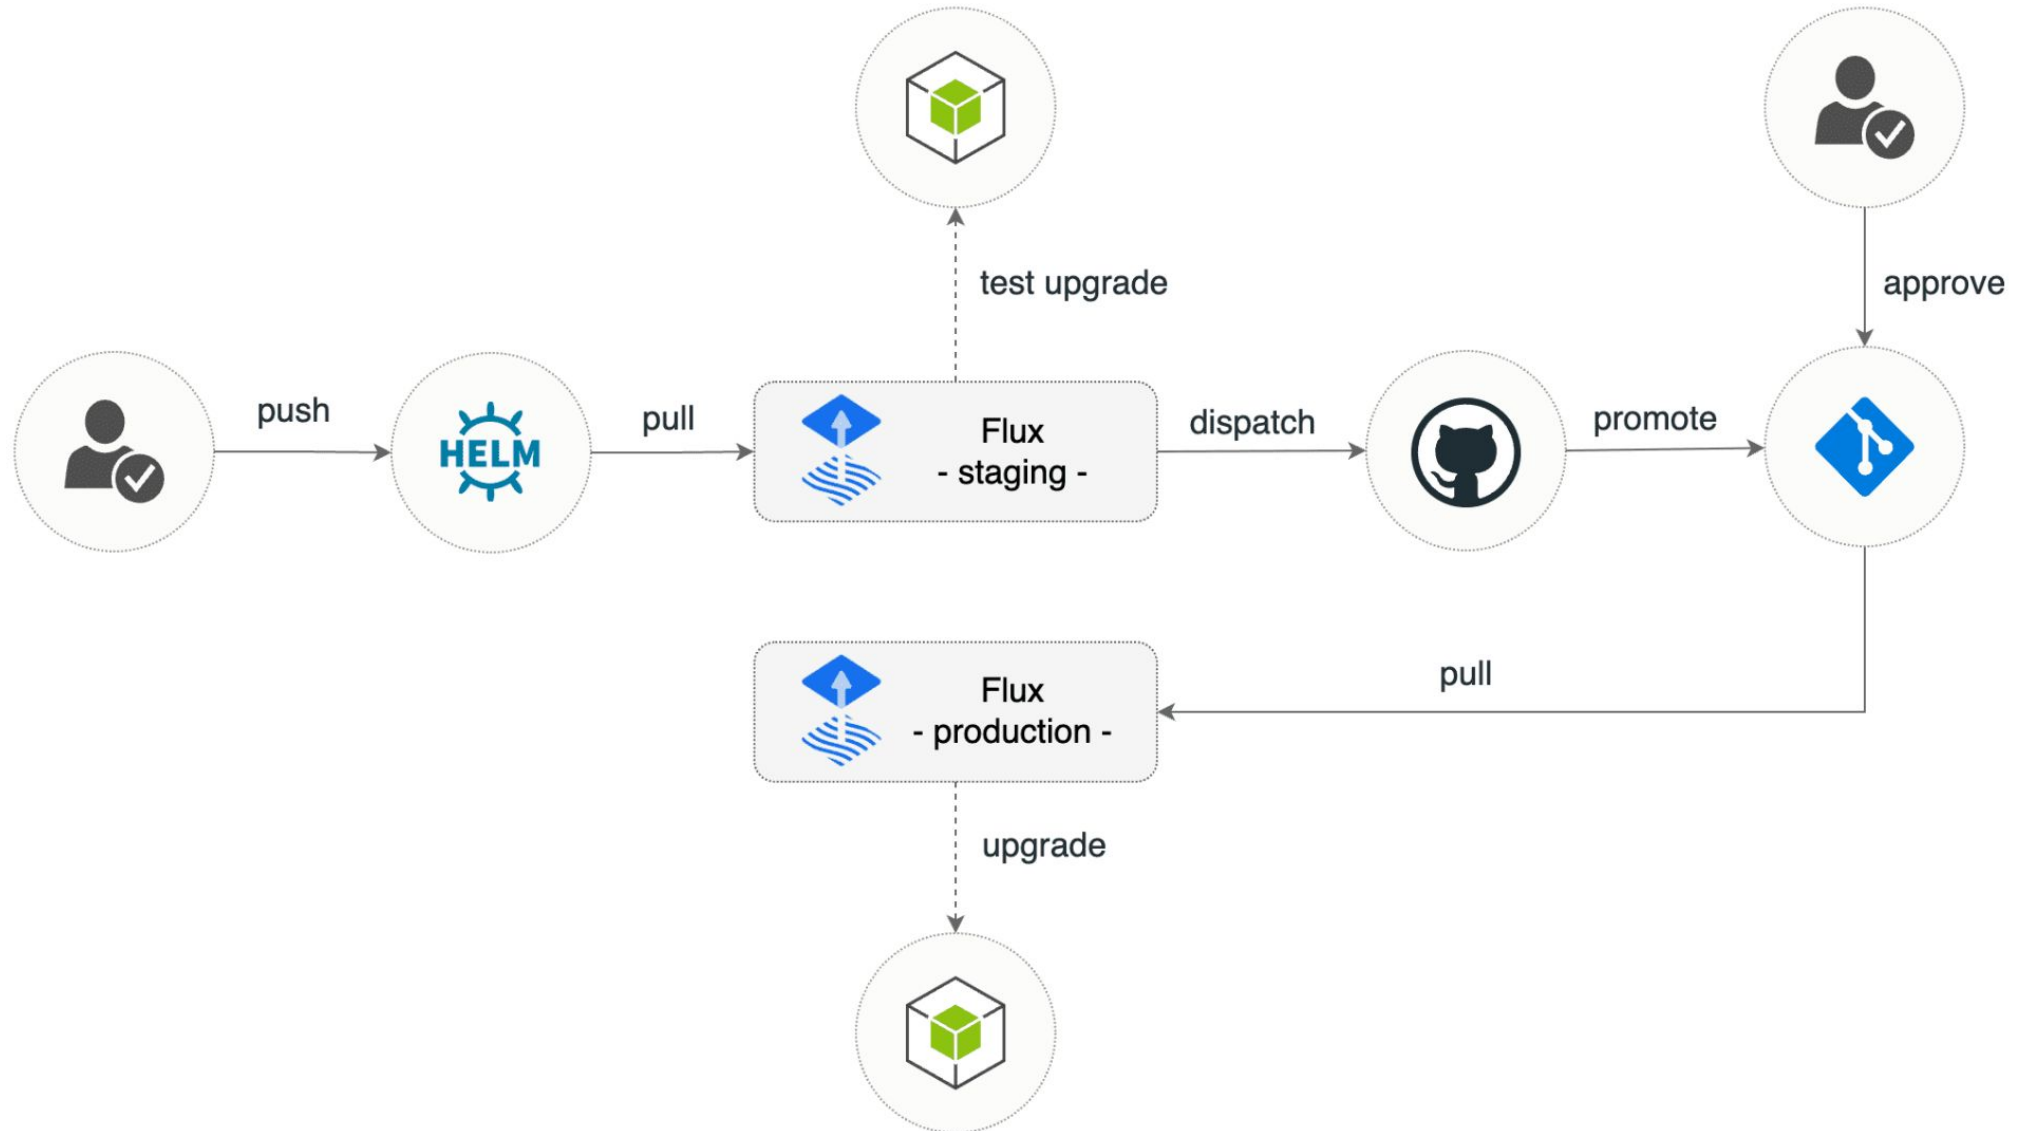 test upgrade
approve
push
HELM
pull
Flux
- staging -
dispatch
promote
Flux
- production -
pull
upgrade